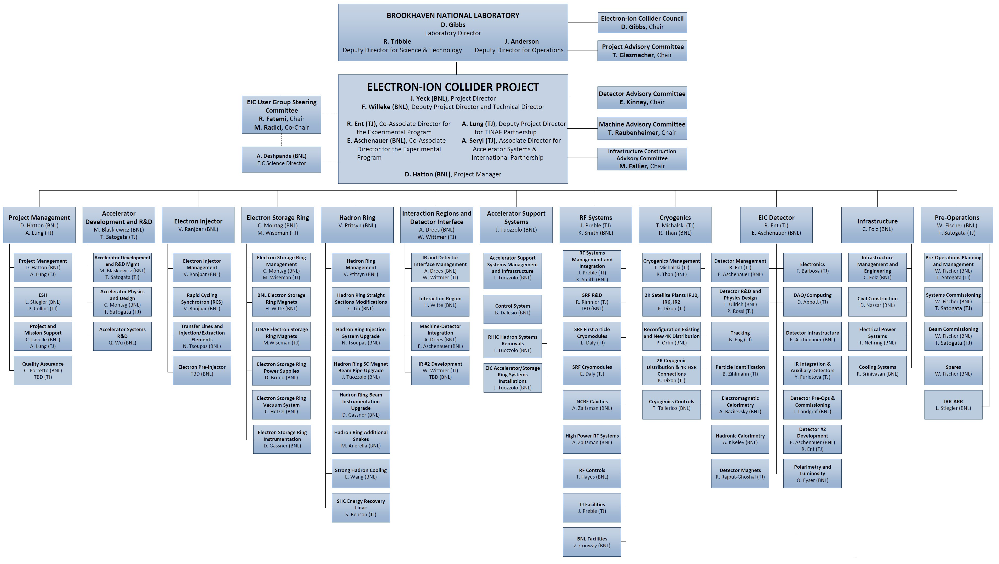 BROOKHAVEN NATIONAL LABORATORY
D. Gibbs
Laboratory Director
R. Tribble
Deputy Director for Science & Technology
J. Anderson
Deputy Director for Operations
Electron-Ion Collider Council
D. Gibbs, Chair
Project Advisory Committee
T. Glasmacher, Chair
ELECTRON-ION COLLIDER PROJECT
J. Yeck (BNL), Project Director
F. Willeke (BNL), Deputy Project Director and Technical Director
R. Ent (TJ), Co-Associate Director for
the Experimental Program
E. Aschenauer (BNL), Co-Associate
Director for the Experimental
Program
A. Lung (TJ), Deputy Project Director
for TJNAF Partnership
A. Seryi (TJ), Associate Director for
Accelerator Systems &
International Partnership
D. Hatton (BNL), Project Manager
EIC User Group Steering
Committee
R. Fatemi, Chair
M. Radici, Co-Chair
A. Deshpande (BNL)
EIC Science Director
Detector Advisory Committee
E. Kinney, Chair
Machine Advisory Committee
T. Raubenheimer, Chair
Infrastructure Construction
Advisory Committee
M. Fallier, Chair
Project Management
D. Hatton (BNL)
A. Lung (TJ)
Project Management
D. Hatton (BNL)
A. Lung (TJ)
ESH
L. Stiegler (BNL)
P. Collins (TJ)
Project and
Mission Support
C. Lavelle (BNL)
A. Lung (TJ)
Quality Assurance
C. Porretto (BNL)
TBD (TJ)
Accelerator
Development and R&D
M. Blaskiewicz (BNL)
T. Satogata (TJ)
Accelerator Development
and R&D Mgmt
M. Blaskiewicz (BNL)
T. Satogata (TJ)
Accelerator Physics
and Design
C. Montag (BNL)
T. Satogata (TJ)
Accelerator Systems
R&D
Q. Wu (BNL)
Electron Injector
V. Ranjbar (BNL)
Electron Injector
Management
V. Ranjbar (BNL)
Rapid Cycling
Synchrotron (RCS)
V. Ranjbar (BNL)
Transfer Lines and
Injection/Extraction
Elements
N. Tsoupas (BNL)
Electron Pre-Injector
TBD (BNL)
Electron Storage Ring
C. Montag (BNL)
M. Wiseman (TJ)
Electron Storage Ring
Management
C. Montag (BNL)
M. Wiseman (TJ)
BNL Electron Storage
Ring Magnets
H. Witte (BNL)
TJNAF Electron Storage
Ring Magnets
M.Wiseman (TJ)
Electron Storage Ring
Power Supplies
D. Bruno (BNL)
Electron Storage Ring
Vacuum System
C. Hetzel (BNL)
Electron Storage Ring
Instrumentation
D. Gassner (BNL)
Hadron Ring
V. Ptitsyn (BNL)
Hadron Ring
Management
V. Ptitsyn (BNL)
Hadron Ring Straight
Sections Modifications
C. Liu (BNL)
Hadron Ring Injection
System Upgrade
N. Tsoupas (BNL)
Hadron Ring SC Magnet
Beam Pipe Upgrade
J. Tuozzolo (BNL)
Hadron Ring Beam
Instrumentation
Upgrade
D. Gassner (BNL)
Hadron Ring Additional
Snakes
M. Anerella (BNL)
Strong Hadron Cooling
E. Wang (BNL)
SHC Energy Recovery
Linac
S. Benson (TJ)
Interaction Regions and
Detector Interface
A. Drees (BNL)
W. Wittmer (TJ)
IR and Detector
Interface Management
A. Drees (BNL)
W. Wittmer (TJ)
Interaction Region
H. Witte (BNL)
Machine-Detector
Integration
A. Drees (BNL)
E. Aschenauer (BNL)
IR #2 Development
W. Wittmer (TJ)
TBD (BNL)
Accelerator Support
Systems
J. Tuozzolo (BNL)
Accelerator Support
Systems Management
and Infrastructure
J. Tuozzolo (BNL)
Control System
B. Dalesio (BNL)
RHIC Hadron Systems
Removals
J. Tuozzolo (BNL)
EIC Accelerator/Storage
Ring Systems
Installations
J. Tuozzolo (BNL)
RF Systems
J. Preble (TJ)
K. Smith (BNL)
RF Systems
Management and
Integration
J. Preble (TJ)
K. Smith (BNL)
SRF R&D
R. Rimmer (TJ)
TBD (BNL)
SRF First Article
Cryomodules
E. Daly (TJ)
SRF Cryomodules
E. Daly (TJ)
NCRF Cavities
A. Zaltsman (BNL)
High Power RF Systems
A. Zaltsman (BNL)
RF Controls
T. Hayes (BNL)
TJ Facilities
J. Preble (TJ)
BNL Facilities
Z. Conway (BNL)
Cryogenics
T. Michalski (TJ)
R. Than (BNL)
Cryogenics Management
T. Michalski (TJ)
R. Than (BNL)
2K Satellite Plants IR10,
IR6, IR2
K. Dixon (TJ)
Reconfiguration Existing
and New 4K Distribution
P. Orfin (BNL)
2K Cryogenic
Distribution & 4K HSR
Connections
K. Dixon (TJ)
Cryogenics Controls
T. Tallerico (BNL)
EIC Detector
R. Ent (TJ)
E. Aschenauer (BNL)
Detector Management
R. Ent (TJ)
E. Aschenauer (BNL)
Detector R&D and
Physics Design
T. Ullrich (BNL)
P. Rossi (TJ)
Tracking
B. Eng (TJ)
Particle Identification
B. Zihlmann (TJ)
Electromagnetic
Calorimetry
A. Bazilevsky (BNL)
Hadronic Calorimetry
A. Kiselev (BNL)
Detector Magnets
R. Rajput-Ghoshal (TJ)
Electronics
F. Barbosa (TJ)
DAQ/Computing
D. Abbott (TJ)
Detector Infrastructure
E. Aschenauer (BNL)
IR Integration &
Auxiliary Detectors
Y. Furletova (TJ)
Detector Pre-Ops &
Commissioning
J. Landgraf (BNL)
Detector #2
Development
E. Aschenauer (BNL)
R. Ent (TJ)
Polarimetry and
Luminosity
O. Eyser (BNL)
Infrastructure
C. Folz (BNL)
Infrastructure
Management and
Engineering
C. Folz (BNL)
Civil Construction
D. Nassar (BNL)
Electrical Power
Systems
T. Nehring (BNL)
Cooling Systems
R. Srinivasan (BNL)
Pre-Operations
W. Fischer (BNL)
T. Satogata (TJ)
Pre-Operations Planning
and Management
W. Fischer (BNL)
T. Satogata (TJ)
Systems Commissioning
W. Fischer (BNL)
T. Satogata (TJ)
Beam Commissioning
W. Fischer (BNL)
T. Satogata (TJ)
Spares
W. Fischer (BNL)
IRR-ARR
L. Stiegler (BNL)